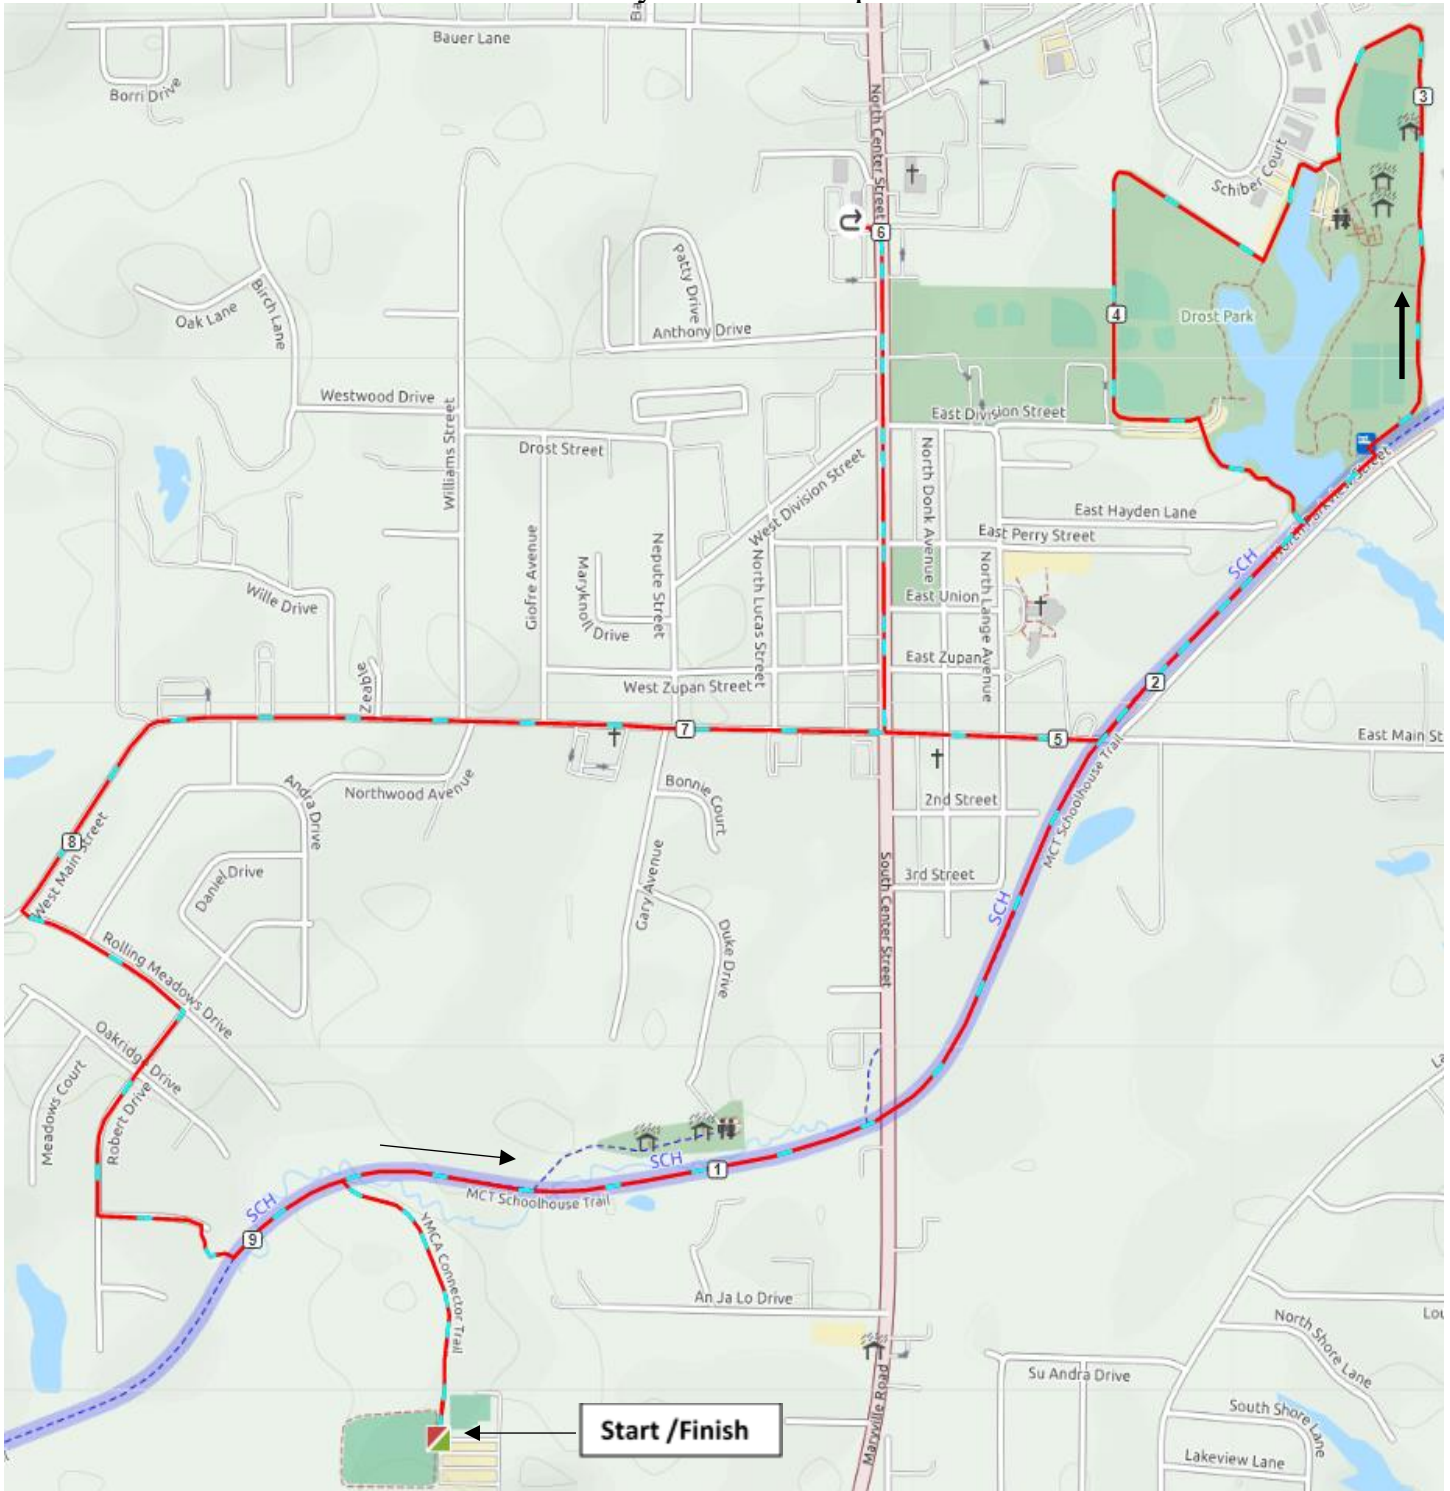 Bauer Lane
Borri Drive
3
North Center Street
Schiber Court
6
Patty Drive
Birch Lane
Oak Lane
Anthony Drive
4
Drost Park
Westwood Drive
East Division Street
Williams Street
Drost Street
West Division Street
North Donk Avenue
North Parkview Street
East Hayden Lane
East Perry Street
SCH
Giofre Avenue
Nepute Street
Maryknoll Drive
North Lucas Street
North Lange Avenue
Wille Drive
East Union
East Zupan
Zeable
West Zupan Street
2
7
5
East Main St
MCT Schoolhouse Trail
Northwood Avenue
Andra Drive
Bonnie Court
2nd Street
8
West Main Street
Daniel Drive
Gary Avenue
South Center Street
3rd Street
SCH
Duke Drive
Rolling Meadows Drive
Oakridge Drive
Meadows Court
Robert Drive
La
SCH
1
MCT Schoolhouse Trail
SCH
9
YMCA Connector Trail
An Ja Lo Drive
Lou
North Shore Lane
Maryville Road
Su Andra Drive
South Shore Lane
Start /Finish
Lakeview Lane